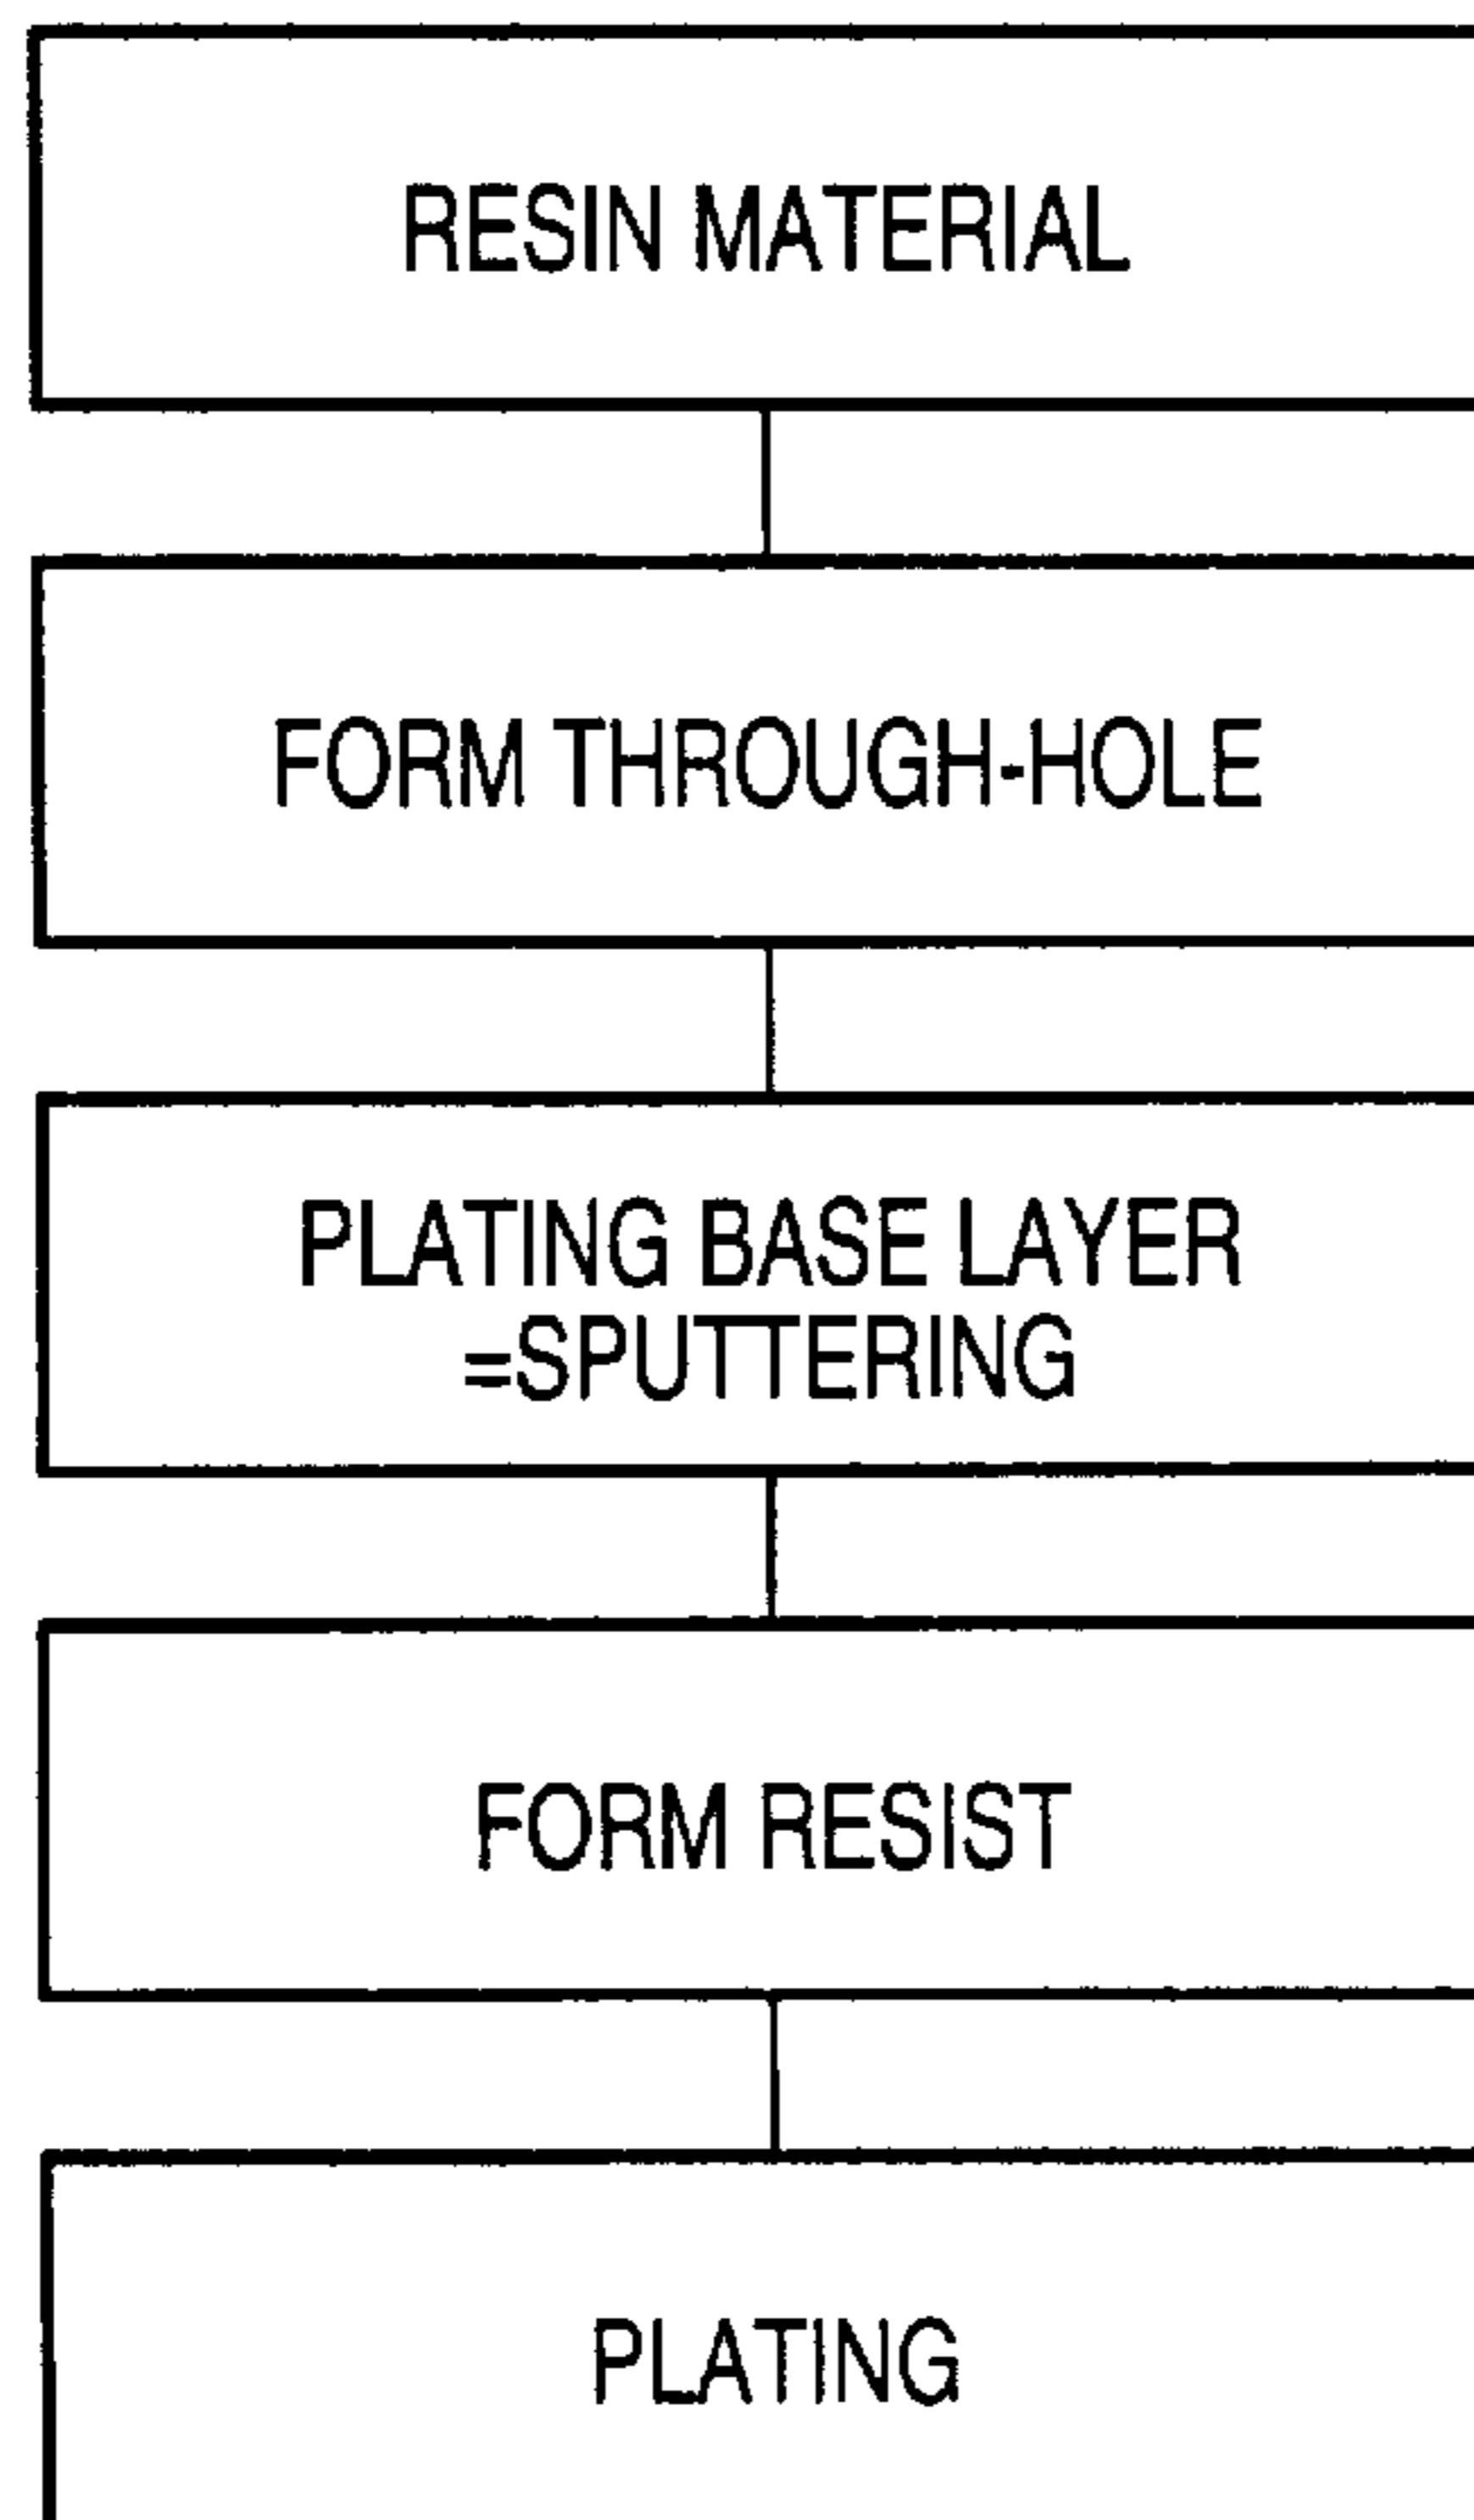 RESIN MATERIAL
FORM THROUGH-HOLE
PLATING BASE LAYER
=SPUTTERING
FORM RESIST
PLATING